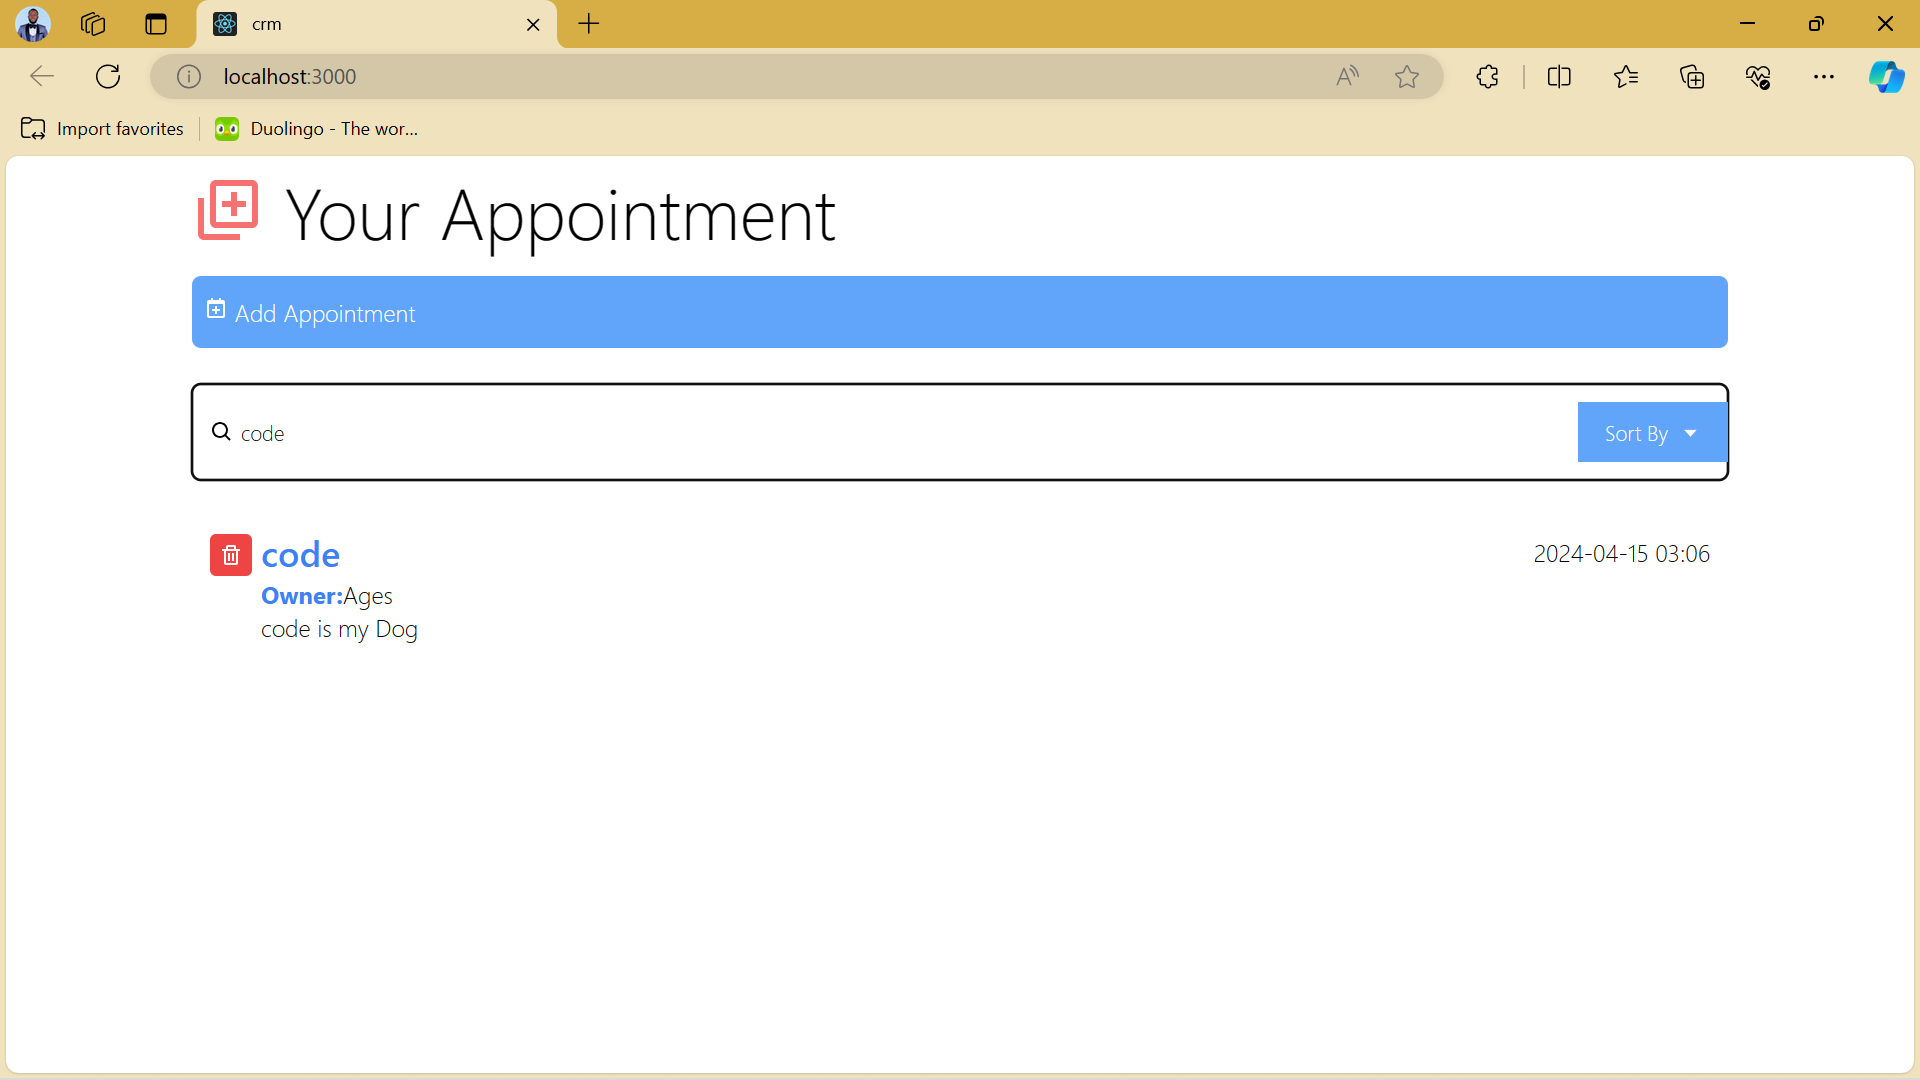 crm
localhost:3000
Import favorites
Duolingo - The wor...
Your Appointment
Add Appointment
code
Sort By
code
2024-04-15 03:06
Owner:Ages
code is my Dog